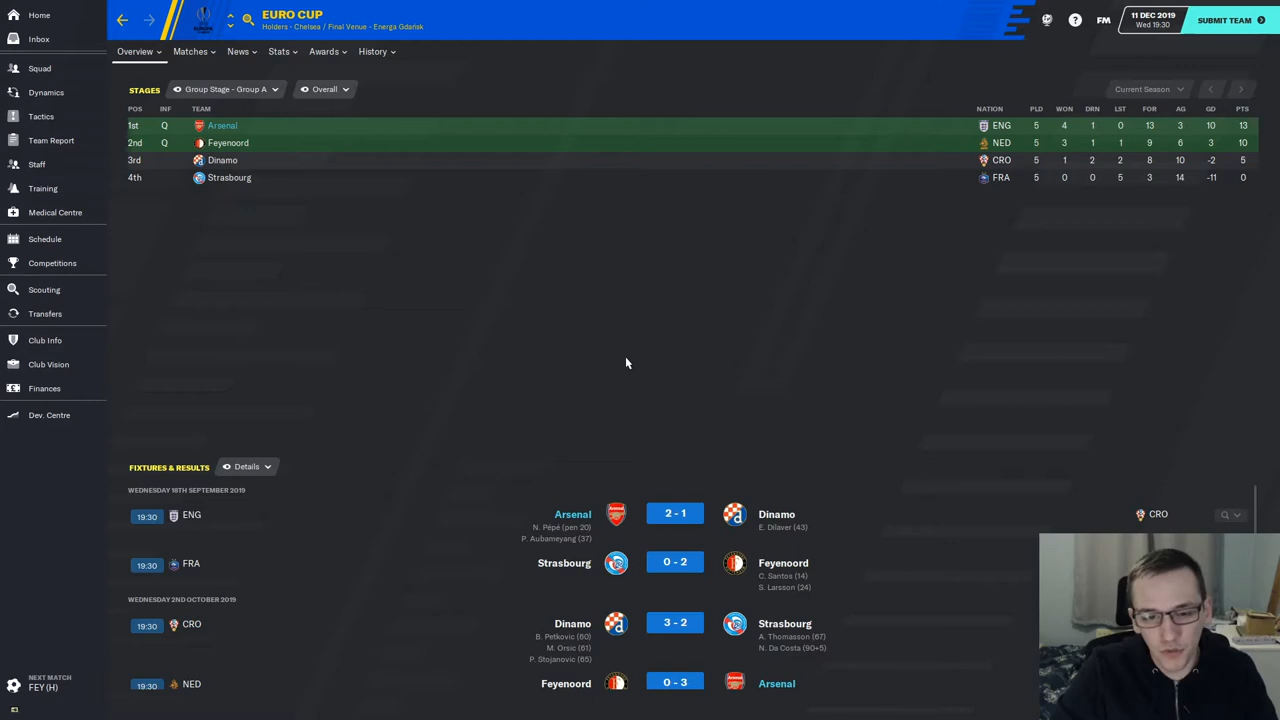 Home
Inbox
Squad
Dynamics
Tactics
Team Report
Staff
Training
Medical Centre
Schedule
Competitions
Scouting
Transfers
Club Info
Club Vision
Finances
Dev. Centre
NEXT MATCH
FEY (H)
EURO CUP
Holders - Chelsea / Final Venue - Energa Gdańsk
FM
11 DEC 2019
Wed 19:30
SUBMIT TEAM
Overview
Matches
News
Stats
Awards
History
STAGES
Group Stage - Group A
Overall
Current Season
POS INF TEAM NATION PLD WON DRN LST FOR AG GD PTS
1st Q Arsenal ENG 5 4 1 0 13 3 10 13
2nd Q Feyenoord NED 5 3 1 1 9 6 3 10
3rd Dinamo CRO 5 1 2 2 8 10 -2 5
4th Strasbourg FRA 5 0 0 5 3 14 -11 0
FIXTURES & RESULTS
Details
WEDNESDAY 18TH SEPTEMBER 2019
19:30 ENG Arsenal 2 - 1 Dinamo CRO
N. Pépé (pen 20) E. Dilaver (43)
P. Aubameyang (37)
19:30 FRA Strasbourg 0 - 2 Feyenoord
C. Santos (14)
S. Larsson (24)
WEDNESDAY 2ND OCTOBER 2019
19:30 CRO Dinamo 3 - 2 Strasbourg
B. Petkovic (60) A. Thomasson (67)
M. Orsic (61) N. Da Costa (90+5)
P. Stojanovic (65)
19:30 NED Feyenoord 0 - 3 Arsenal